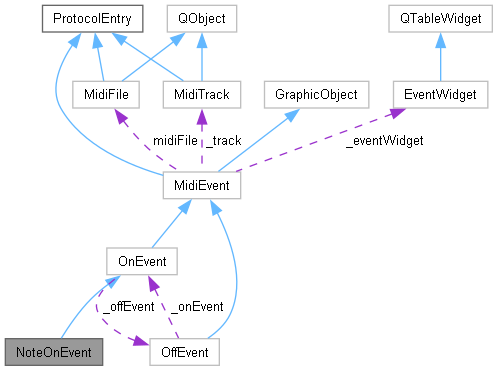 ProtocolEntry
QObject
QTableWidget
MidiFile
MidiTrack
GraphicObject
EventWidget
midiFile
_track
_eventWidget
MidiEvent
OnEvent
_offEvent
_onEvent
NoteOnEvent
OffEvent